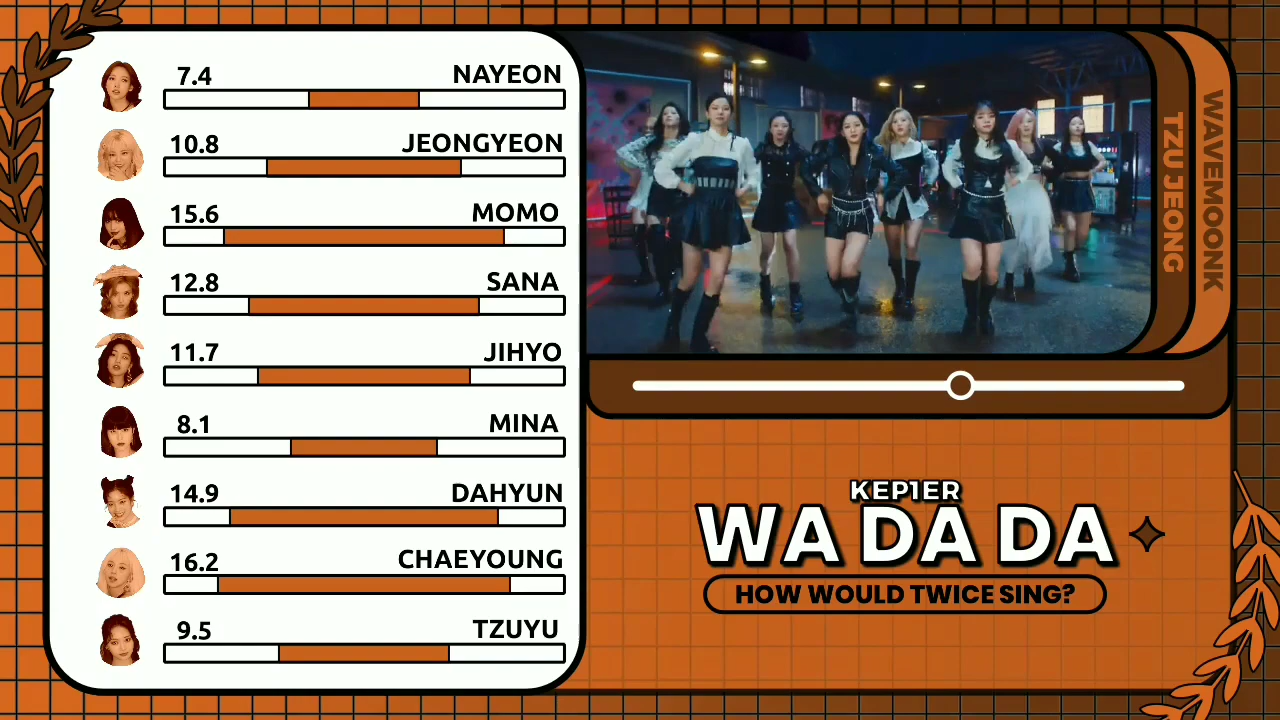 7.4 NAYEON
10.8 JEONGYEON
15.6 MOMO
12.8 SANA
11.7 JIHYO
8.1 MINA
14.9 DAHYUN
16.2 CHAEYOUNG
9.5 TZUYU
TZU JEONG
WAVEMOONK
KEP1ER
WA DA DA
HOW WOULD TWICE SING?